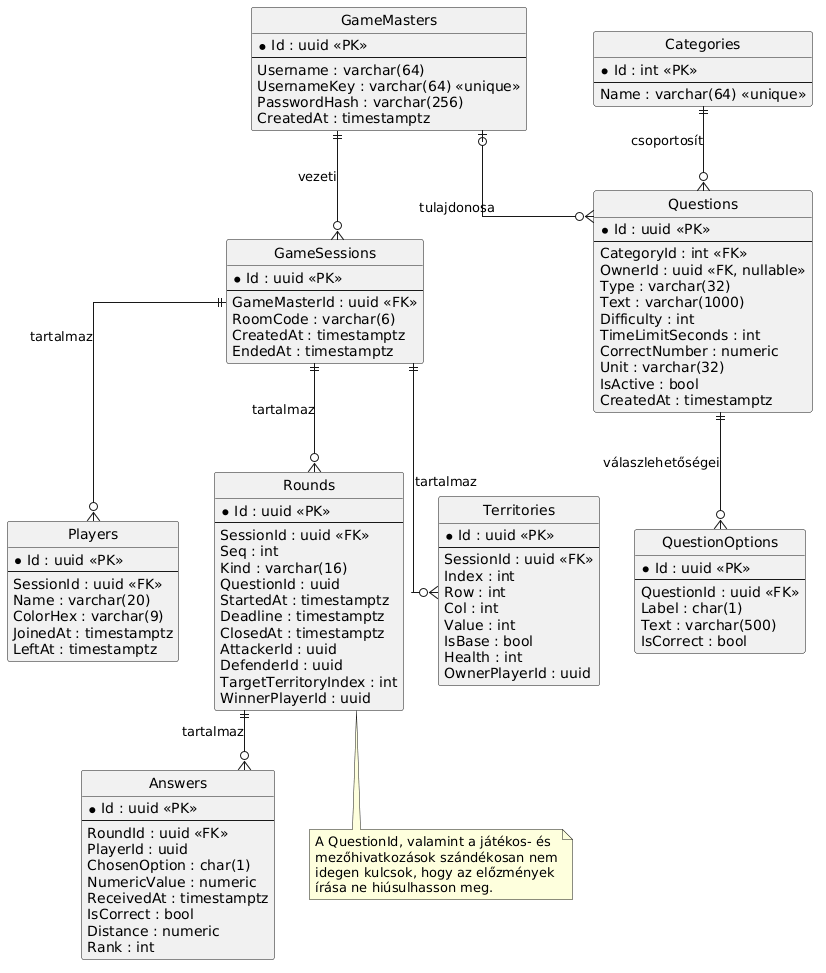 GameMasters
Id : uuid «PK»
Username : varchar(64)
UsernameKey : varchar(64) «unique»
PasswordHash : varchar(256)
CreatedAt : timestamptz
Categories
Id : int «PK»
Name : varchar(64) «unique»
csoportosít
vezeti
tulajdonosa
Questions
Id : uuid «PK»
CategoryId : int «FK»
OwnerId : uuid «FK, nullable»
Type : varchar(32)
Text : varchar(1000)
Difficulty : int
TimeLimitSeconds : int
CorrectNumber : numeric
Unit : varchar(32)
IsActive : bool
CreatedAt : timestamptz
GameSessions
Id : uuid «PK»
GameMasterId : uuid «FK»
RoomCode : varchar(6)
CreatedAt : timestamptz
EndedAt : timestamptz
tartalmaz
tartalmaz
tartalmaz
válaszlehetőségei
Players
Id : uuid «PK»
SessionId : uuid «FK»
Name : varchar(20)
ColorHex : varchar(9)
JoinedAt : timestamptz
LeftAt : timestamptz
Rounds
Id : uuid «PK»
SessionId : uuid «FK»
Seq : int
Kind : varchar(16)
QuestionId : uuid
StartedAt : timestamptz
Deadline : timestamptz
ClosedAt : timestamptz
AttackerId : uuid
DefenderId : uuid
TargetTerritoryIndex : int
WinnerPlayerId : uuid
Territories
Id : uuid «PK»
SessionId : uuid «FK»
Index : int
Row : int
Col : int
Value : int
IsBase : bool
Health : int
OwnerPlayerId : uuid
QuestionOptions
Id : uuid «PK»
QuestionId : uuid «FK»
Label : char(1)
Text : varchar(500)
IsCorrect : bool
tartalmaz
Answers
Id : uuid «PK»
RoundId : uuid «FK»
PlayerId : uuid
ChosenOption : char(1)
NumericValue : numeric
ReceivedAt : timestamptz
IsCorrect : bool
Distance : numeric
Rank : int
A QuestionId, valamint a játékos- és
mezőhivatkozások szándékosan nem
idegen kulcsok, hogy az előzmények
írása ne hiúsulhasson meg.